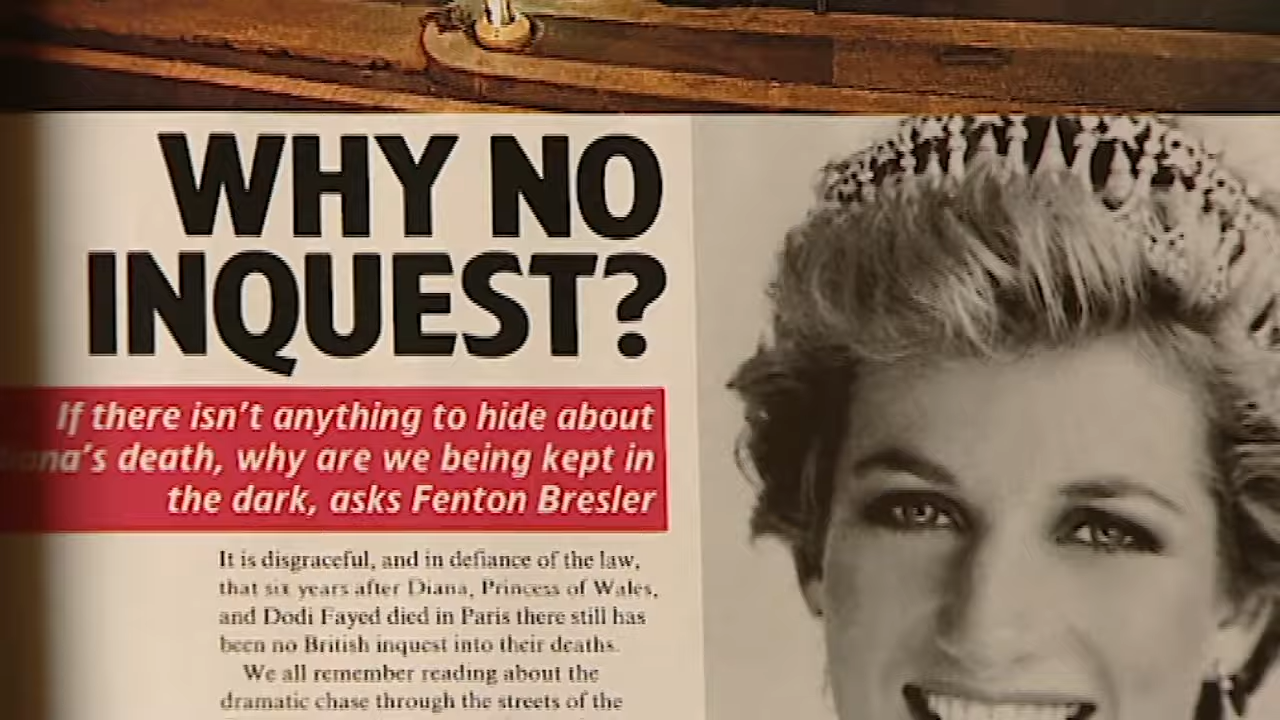 WHY NO
INQUEST?
If there isn't anything to hide about
death, why are we being kept in
the dark, asks Fenton Bresler
It is disgraceful, and in defiance of the law,
that six years after Diana, Princess of Wales,
and Dodi Fayed died in Paris there still has
been no British inquest into their deaths.
We all remember reading about the
dramatic chase through the streets of the